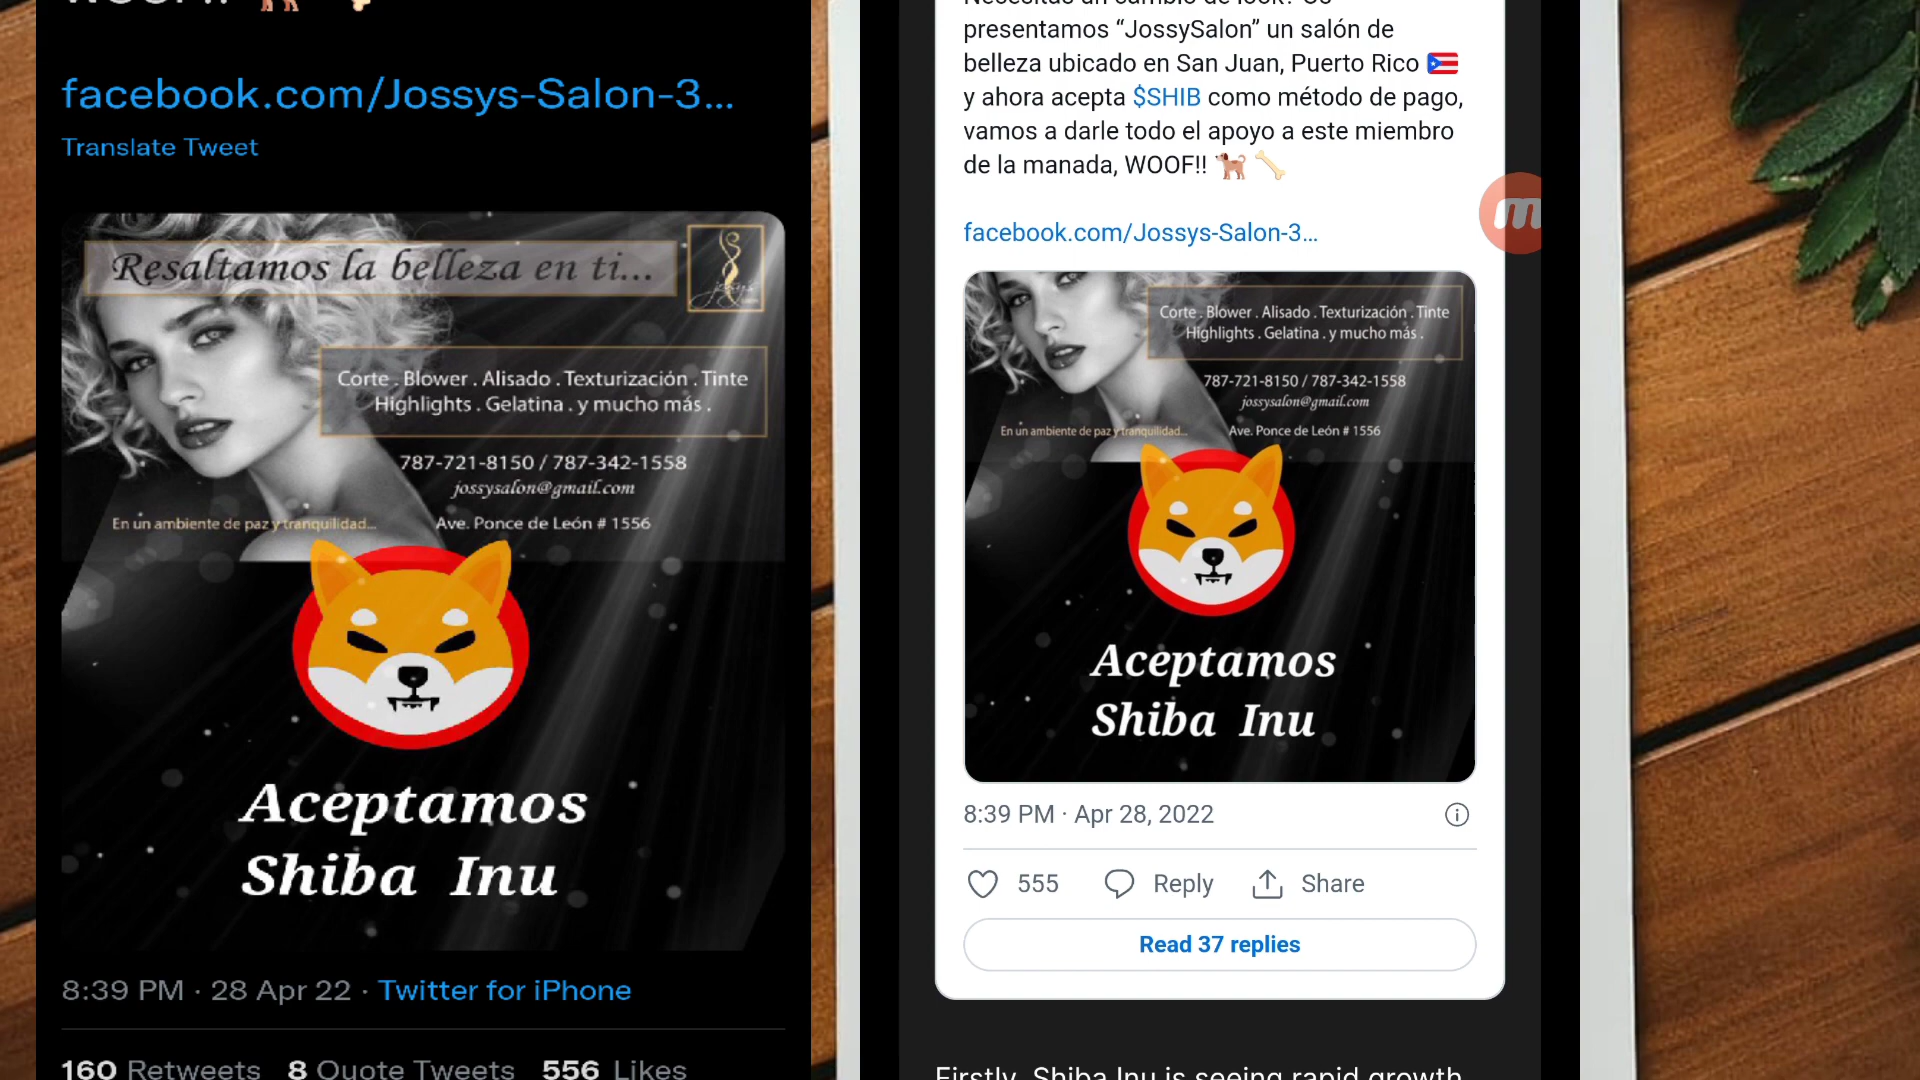 WOOF!!
facebook.com/Jossys-Salon-3...
Translate Tweet
Resaltamos la belleza en ti...
Corte . Blower . Alisado . Texturización . Tinte
Highlights . Gelatina . y mucho más .
787-721-8150 / 787-342-1558
jossysalon@gmail.com
En un ambiente de paz y tranquilidad...
Ave. Ponce de León # 1556
Aceptamos
Shiba Inu
8:39 PM · 28 Apr 22 · Twitter for iPhone
160 Retweets 8 Quote Tweets 556 Likes
Necesitas un cambio de look? Os
presentamos “JossySalon” un salón de
belleza ubicado en San Juan, Puerto Rico 🇵🇷
y ahora acepta $SHIB como método de pago,
vamos a darle todo el apoyo a este miembro
de la manada, WOOF!! 🐕🦴
facebook.com/Jossys-Salon-3...
Corte . Blower . Alisado . Texturización . Tinte
Highlights . Gelatina . y mucho más .
787-721-8150 / 787-342-1558
jossysalon@gmail.com
En un ambiente de paz y tranquilidad...
Ave. Ponce de León # 1556
Aceptamos
Shiba Inu
8:39 PM · Apr 28, 2022
555 Reply Share
Read 37 replies
Firstly, Shiba Inu is seeing rapid growth